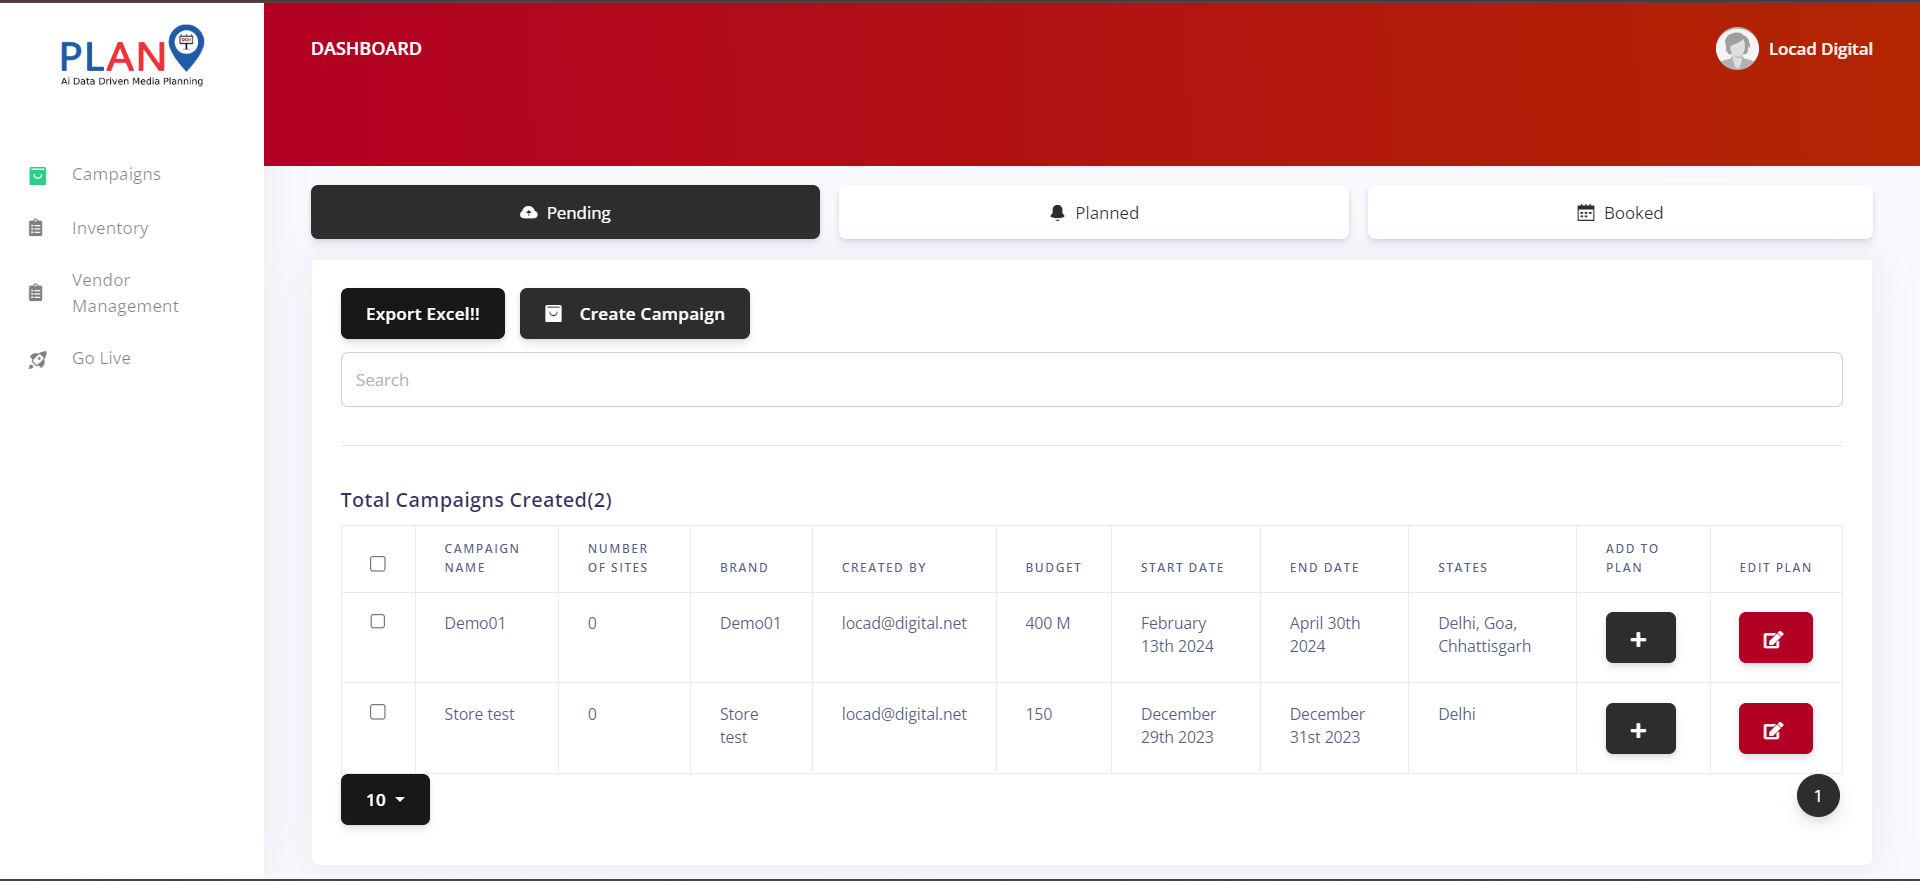 PLAN
DOH
Ai Data Driven Media Planning
DASHBOARD
Locad Digital
Campaigns
Inventory
Vendor
Management
Go Live
Pending
Planned
Booked
Export Excel!!
Create Campaign
Search
Total Campaigns Created(2)
CAMPAIGN NAME
NUMBER OF SITES
BRAND
CREATED BY
BUDGET
START DATE
END DATE
STATES
ADD TO PLAN
EDIT PLAN
Demo01
0
Demo01
locad@digital.net
400 M
February
13th 2024
April 30th
2024
Delhi, Goa,
Chhattisgarh
Store test
0
Store
test
locad@digital.net
150
December
29th 2023
December
31st 2023
Delhi
10
1